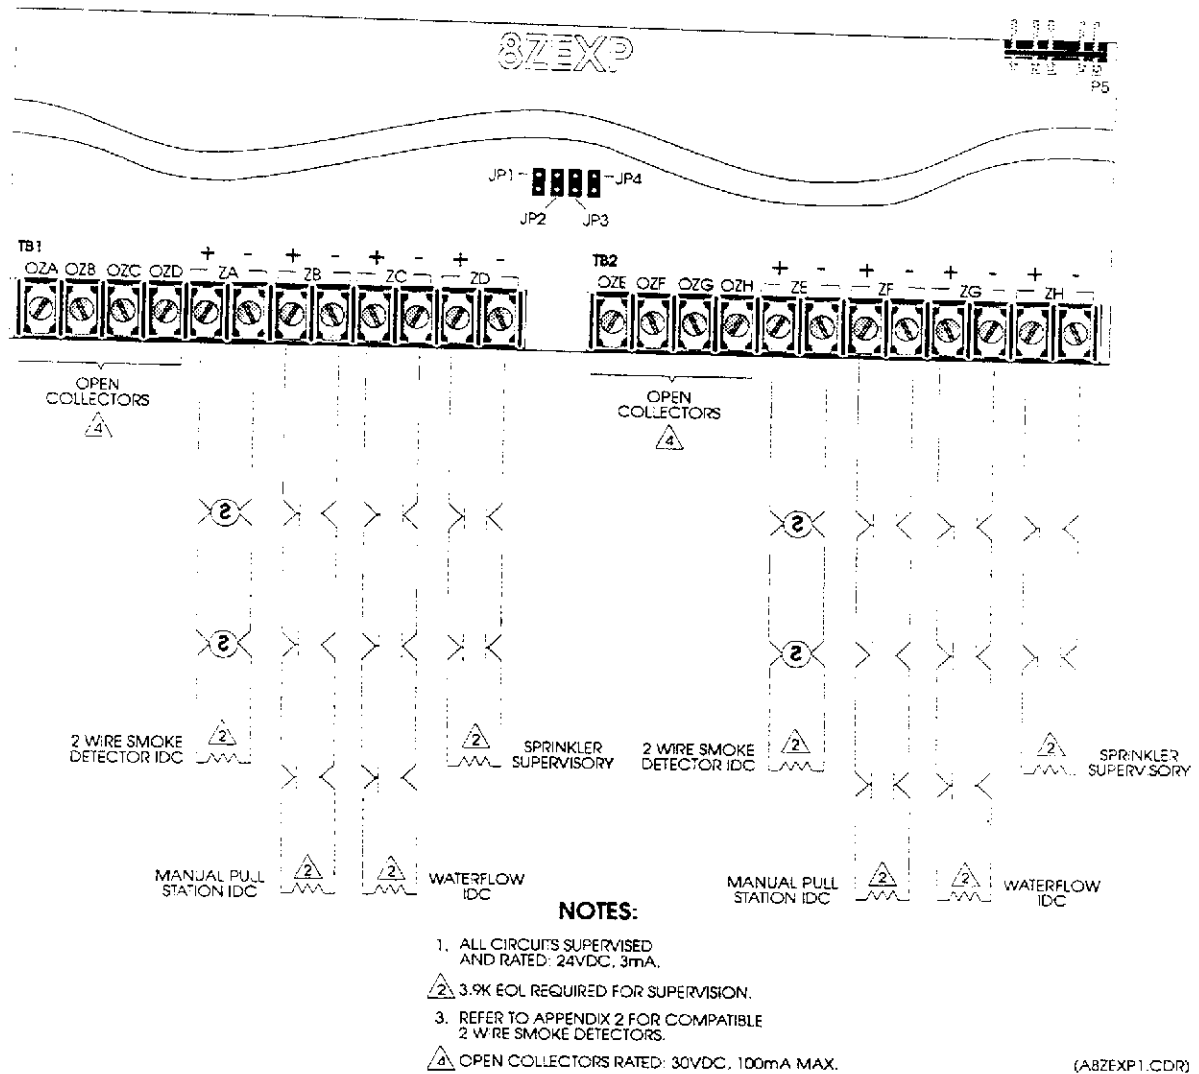 8ZEXP
P5
JP1 JP4
JP2 JP3
TB1
+ - + - + - + -
OZA OZB OZC OZD ZA ZB ZC ZD
TB2
+ - + - + - + -
OZE OZF OZG OZH ZE ZF ZG ZH
OPEN
COLLECTORS
4
OPEN
COLLECTORS
4
S
S
S
S
2 WIRE SMOKE
DETECTOR IDC
2
2
SPRINKLER
SUPERVISORY
2 WIRE SMOKE
DETECTOR IDC
2
2
SPRINKLER
SUPERVISORY
MANUAL PULL
STATION IDC
2
2
WATERFLOW
IDC
MANUAL PULL
STATION IDC
2
2
WATERFLOW
IDC
NOTES:
1. ALL CIRCUITS SUPERVISED
AND RATED: 24VDC, 3mA.
2 3.9K EOL REQUIRED FOR SUPERVISION.
3. REFER TO APPENDIX 2 FOR COMPATIBLE
2 WIRE SMOKE DETECTORS.
4 OPEN COLLECTORS RATED: 30VDC, 100mA MAX.
(A8ZEXP1.CDR)